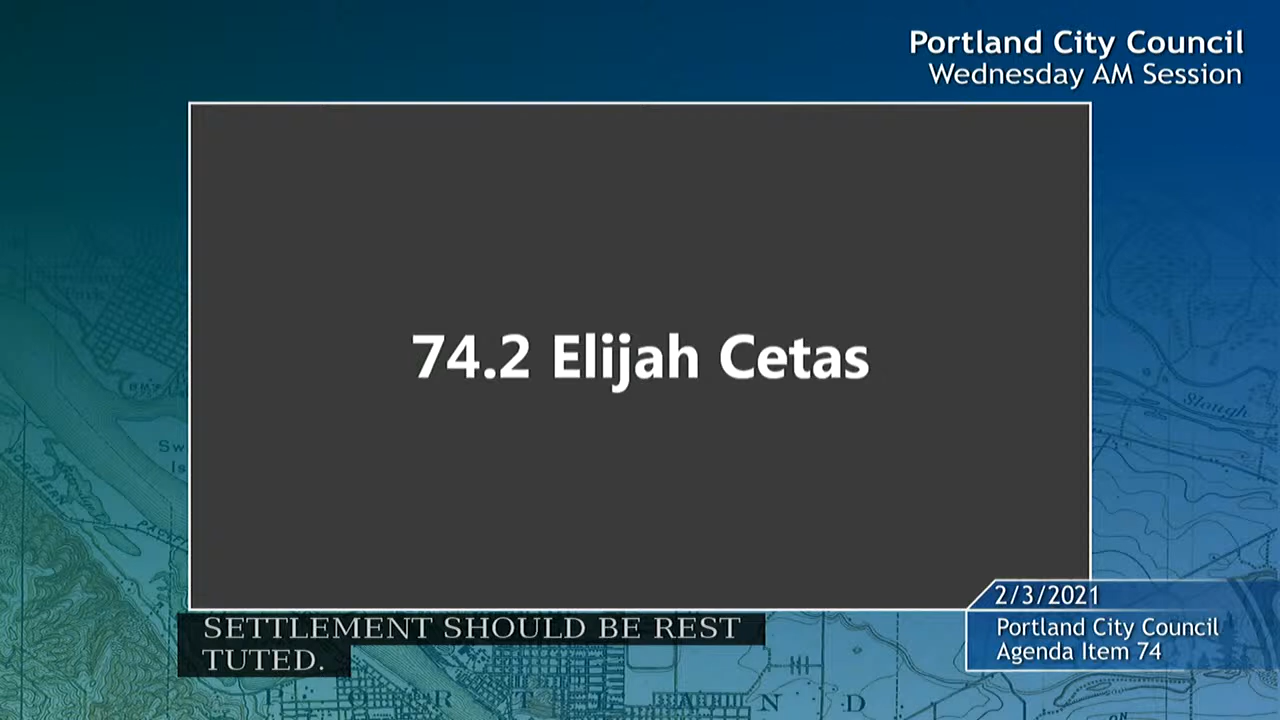 Portland City Council
Wednesday AM Session
74.2 Elijah Cetas
Slough
SETTLEMENT SHOULD BE REST
TUTED.
2/3/2021
Portland City Council
Agenda Item 74
P O R T L A N D